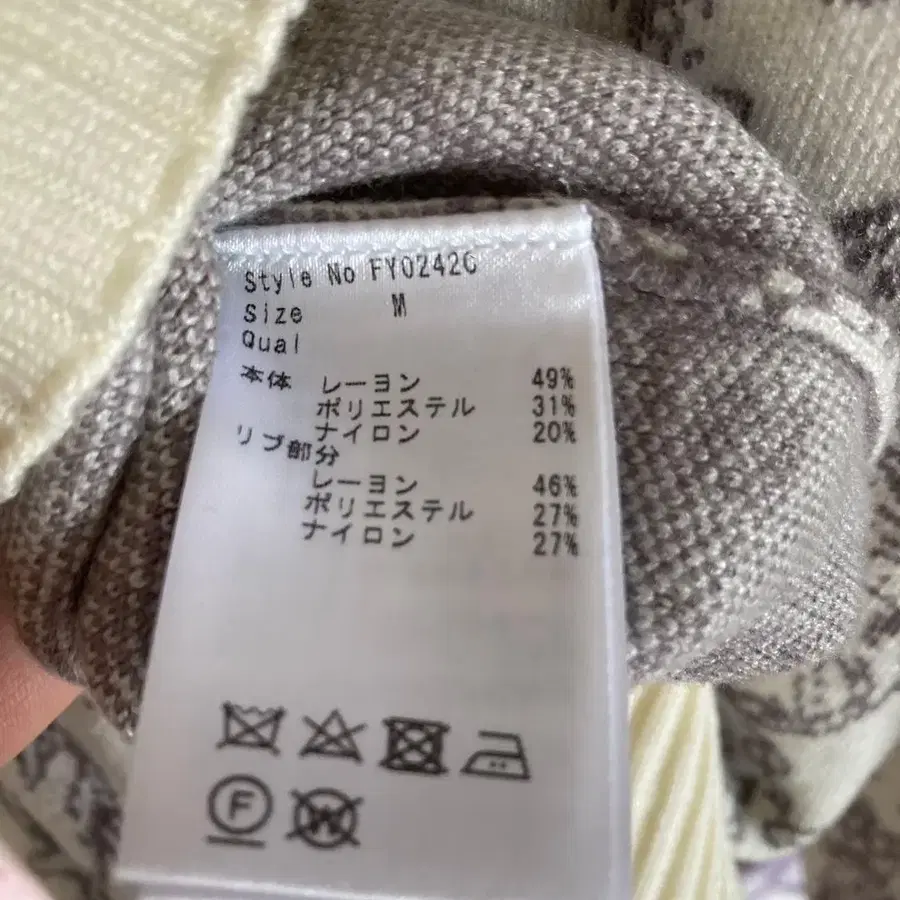 Style No FY02426
Size M
Qual
本体 レーヨン 49%
ポリエステル 31%
ナイロン 20%
リブ部分
レーヨン 46%
ポリエステル 27%
ナイロン 27%
F
W